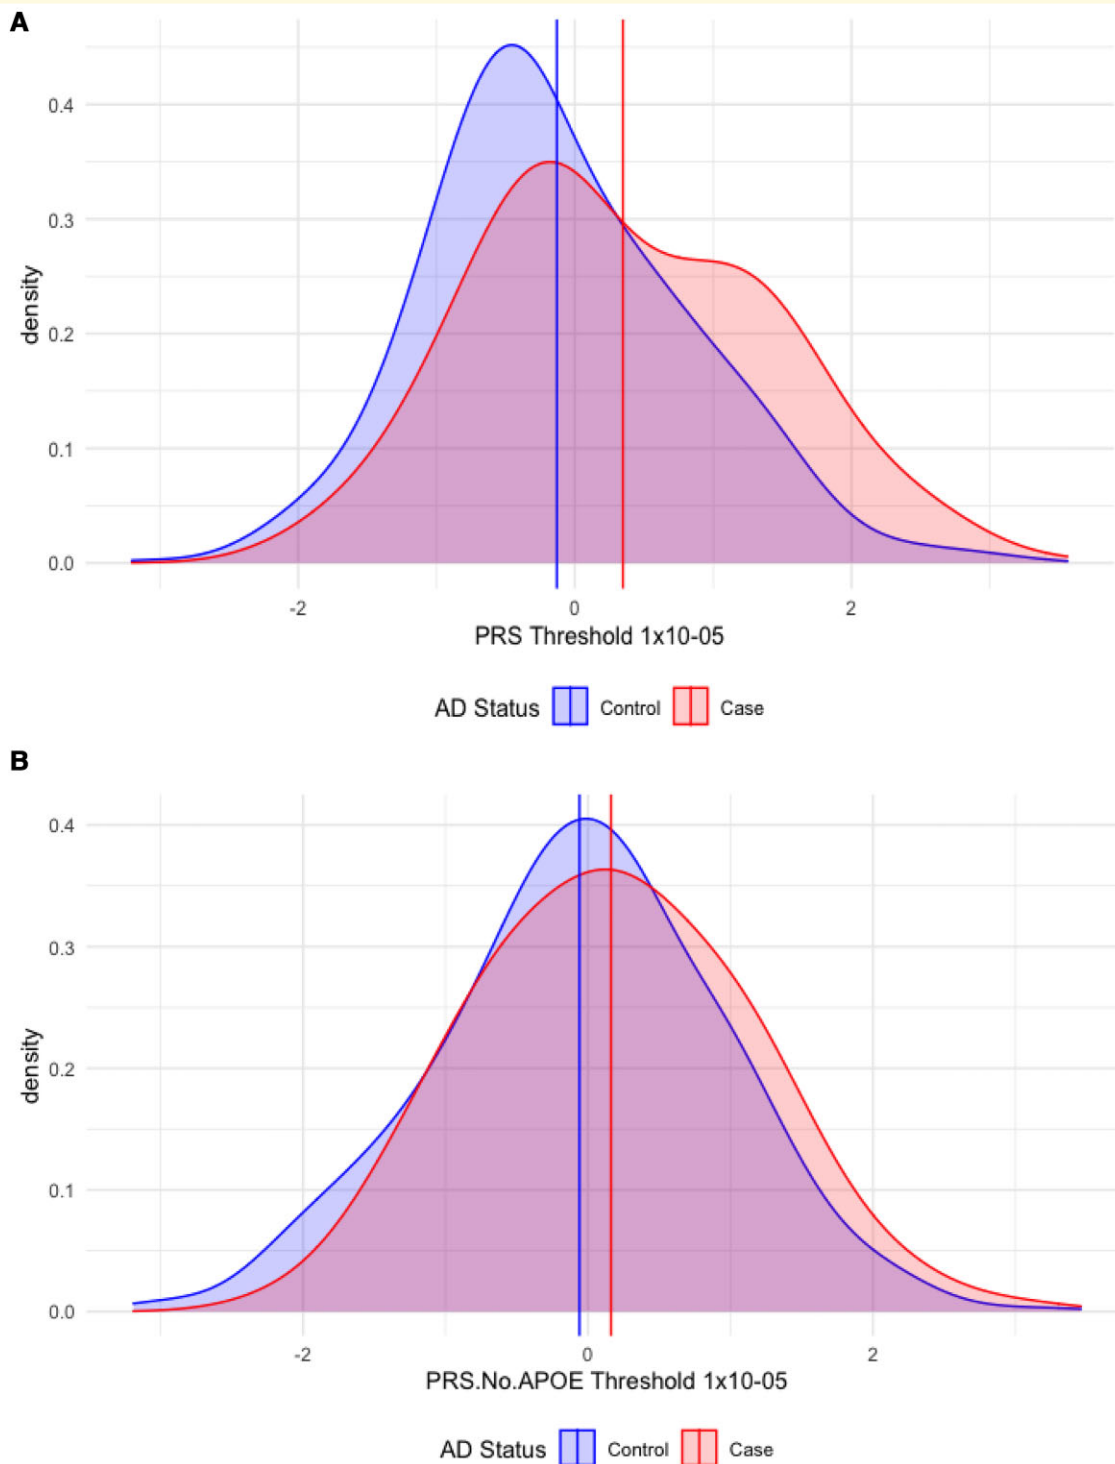 A
0.4
0.3
0.2
0.1
0.0
density
-2 0 2
PRS Threshold 1x10-05
AD Status Control Case
B
0.4
0.3
0.2
0.1
0.0
density
-2 0 2
PRS.No.APOE Threshold 1x10-05
AD Status Control Case